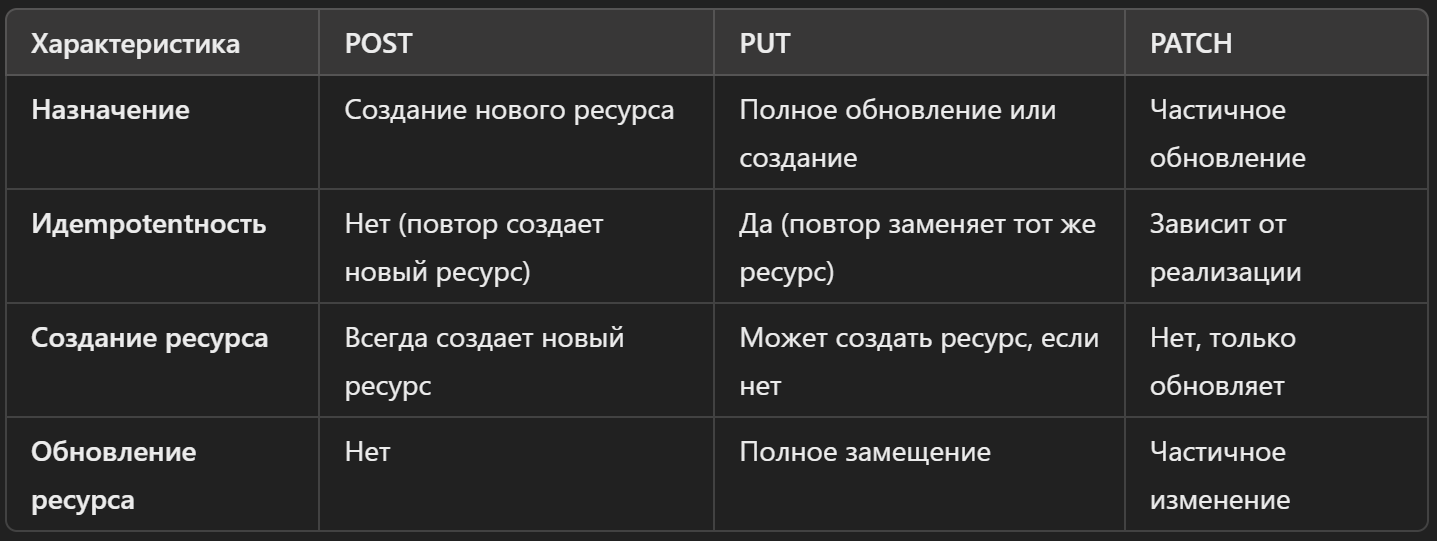 Характеристика POST PUT PATCH
Назначение Создание нового ресурса Полное обновление или Частичное
создание обновление
Идеmpotentность Нет (повтор создает Да (повтор заменяет тот же Зависит от
новый ресурс) ресурс) реализации
Создание ресурса Всегда создает новый Может создать ресурс, если Нет, только
ресурс нет обновляет
Обновление Нет Полное замещение Частичное
ресурса изменение